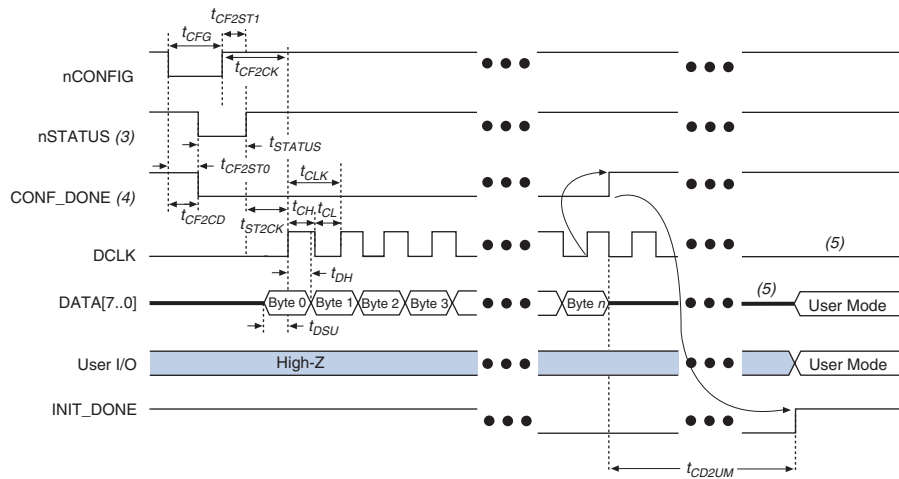 tCF2ST1
tCFG
tCF2CK
nCONFIG
nSTATUS (3)
tSTATUS
tCF2ST0
tCLK
CONF_DONE (4)
tCF2CD
tST2CK
tCH
tCL
DCLK
(5)
tDH
DATA[7..0]
Byte 0
Byte 1
Byte 2
Byte 3
Byte n
(5)
User Mode
tDSU
User I/O
High-Z
User Mode
INIT_DONE
tCD2UM